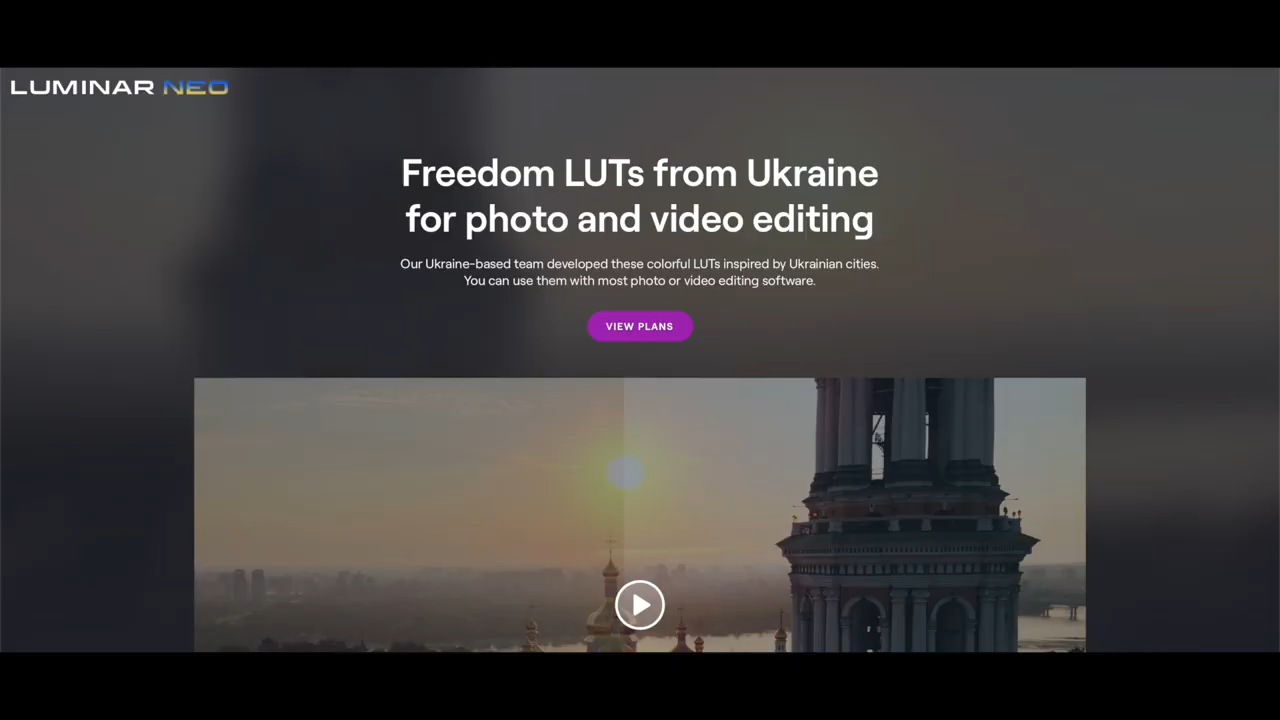 LUMINAR NEO
Freedom LUTs from Ukraine
for photo and video editing
Our Ukraine-based team developed these colorful LUTs inspired by Ukrainian cities.
You can use them with most photo or video editing software.
VIEW PLANS